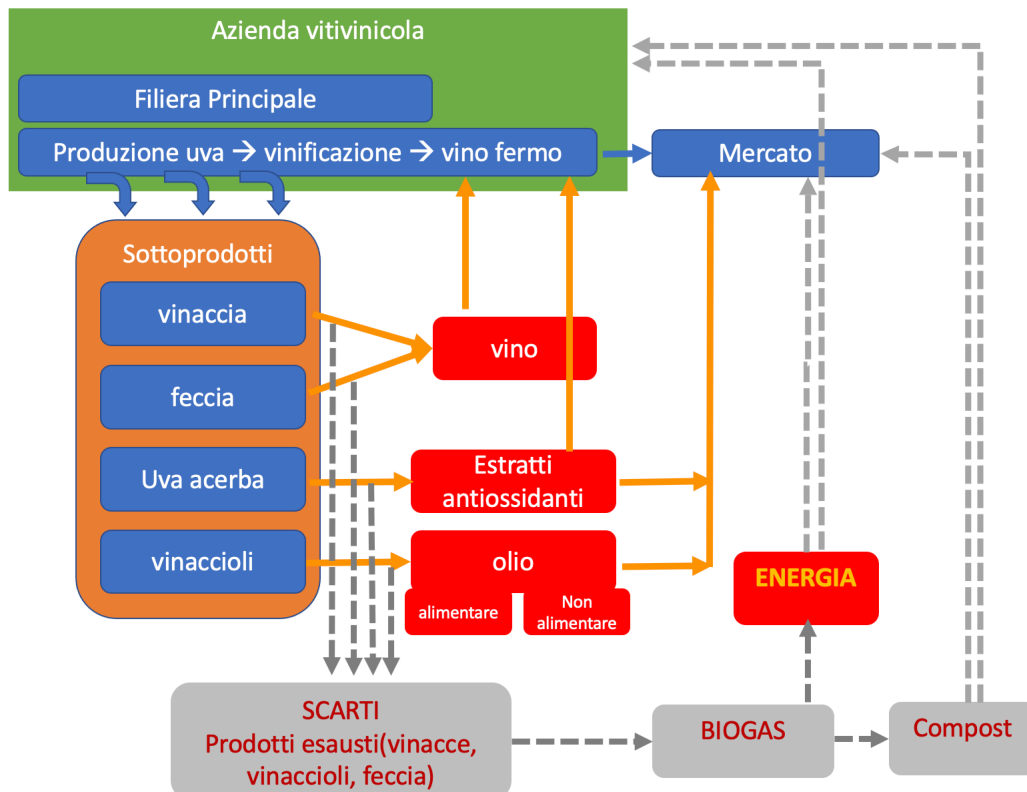 Azienda vitivinicola
Filiera Principale
Produzione uva → vinificazione → vino fermo
Mercato
Sottoprodotti
vinaccia
vino
feccia
Uva acerba
Estratti
antiossidanti
vinaccioli
olio
alimentare
Non
alimentare
ENERGIA
SCARTI
Prodotti esausti(vinacce,
vinaccioli, feccia)
BIOGAS
Compost